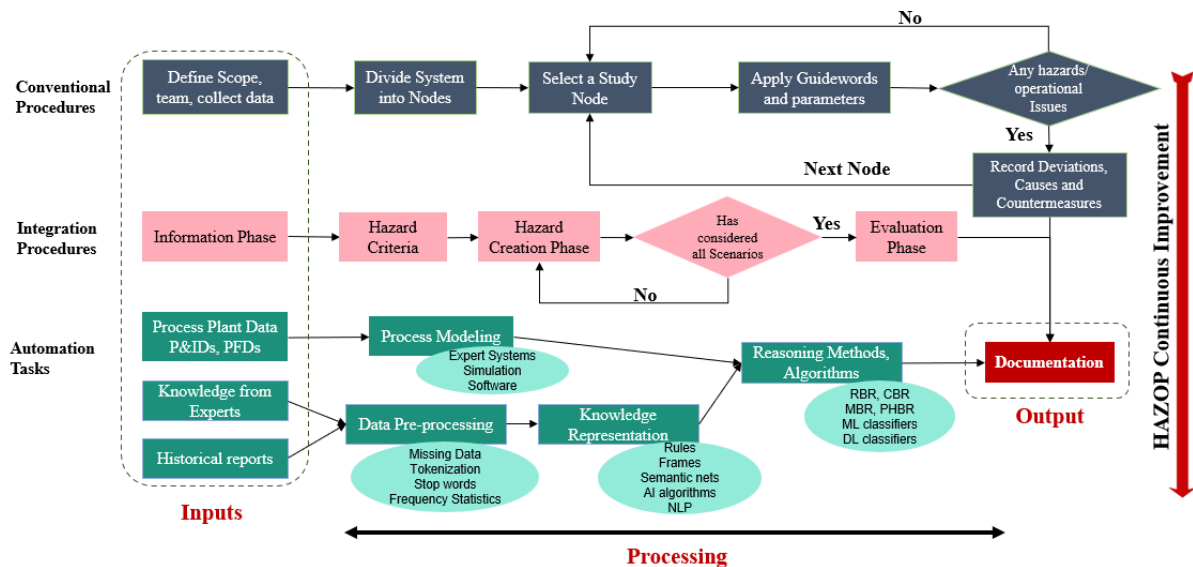 No
Conventional
Procedures
Define Scope,
team, collect data
Divide System
into Nodes
Select a Study
Node
Apply Guidewords
and parameters
Any hazards/
operational
Issues
Yes
Next Node
Record Deviations,
Causes and
Countermeasures
Integration
Procedures
Information Phase
Hazard
Criteria
Hazard
Creation Phase
Has
considered
all Scenarios
Yes
Evaluation
Phase
No
Automation
Tasks
Process Plant Data
P&IDs, PFDs
Process Modeling
Expert Systems
Simulation
Software
Knowledge from
Experts
Historical reports
Data Pre-processing
Missing Data
Tokenization
Stop words
Frequency Statistics
Knowledge
Representation
Rules
Frames
Semantic nets
AI algorithms
NLP
Reasoning Methods,
Algorithms
RBR, CBR
MBR, PHBR
ML classifiers
DL classifiers
Documentation
Output
Inputs
Processing
HAZOP Continuous Improvement